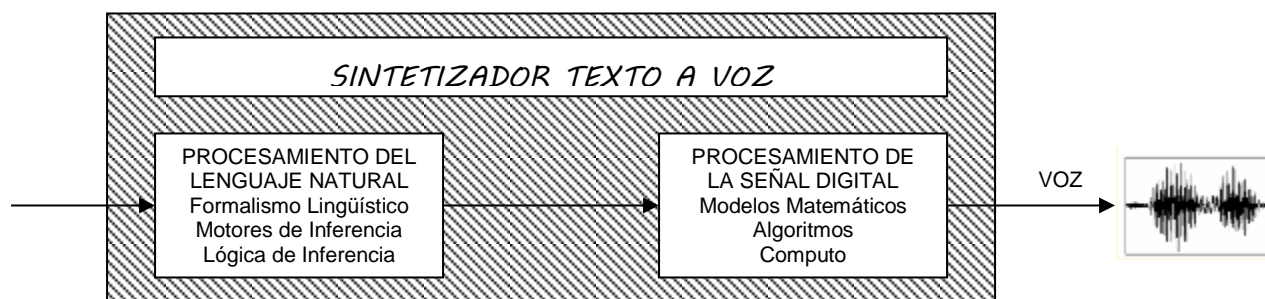 SINTETIZADOR TEXTO A VOZ
PROCESAMIENTO DEL
LENGUAJE NATURAL
Formalismo Lingüístico
Motores de Inferencia
Lógica de Inferencia
PROCESAMIENTO DE
LA SEÑAL DIGITAL
Modelos Matemáticos
Algoritmos
Computo
VOZ